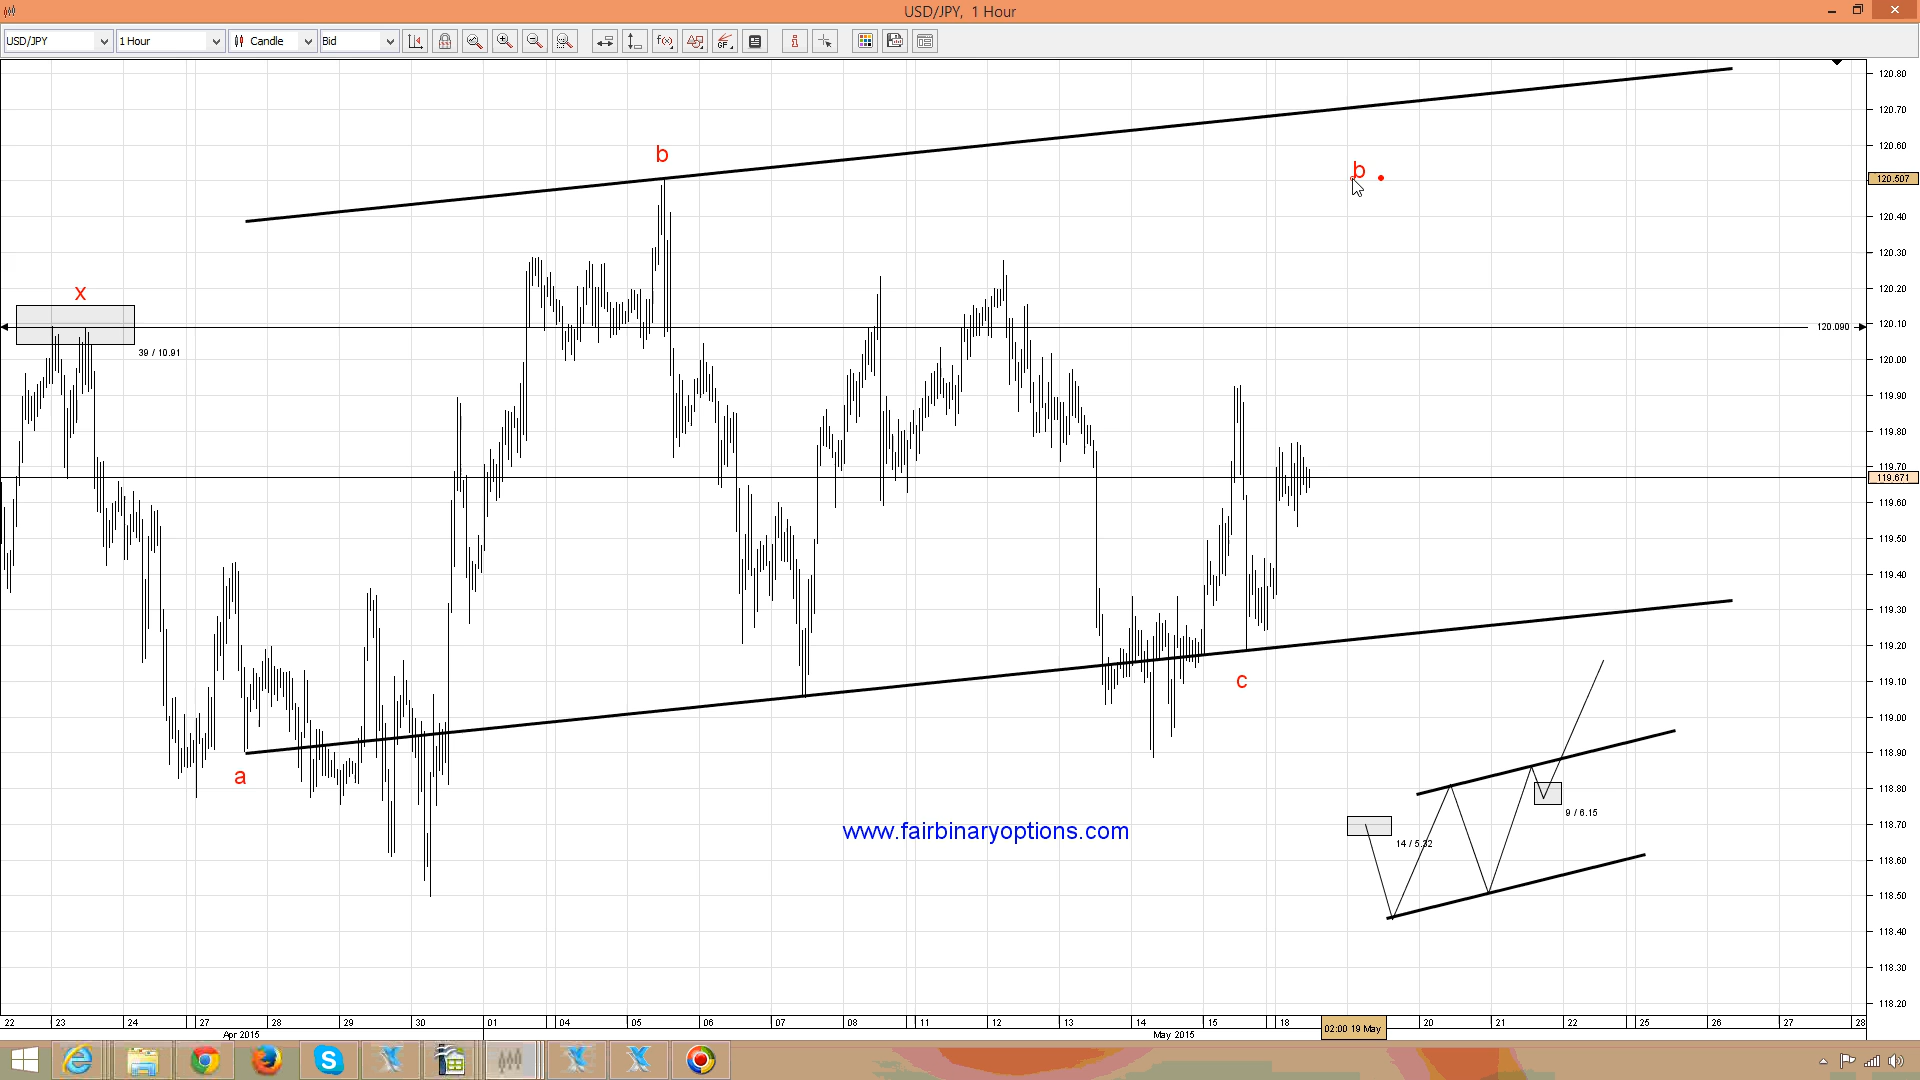 USD/JPY, 1 Hour
USD/JPY 1 Hour Candle Bid
f(x) GF
120.80
120.70
b 120.60
b 120.507
120.40
120.30
x 120.20
120.090 120.10
39 / 10.91 120.00
119.90
119.80
119.70
119.671
119.60
119.50
119.40
119.30
119.20
c 119.10
119.00
118.90
a 118.80
9 / 6.15
www.fairbinaryoptions.com 118.70
14 / 5.32
118.60
118.50
118.40
118.30
118.20
22 23 24 27 28 29 30 01 04 05 06 07 08 11 12 13 14 15 18 02:00 19 May 20 21 22 25 26 27 28
Apr 2015 May 2015